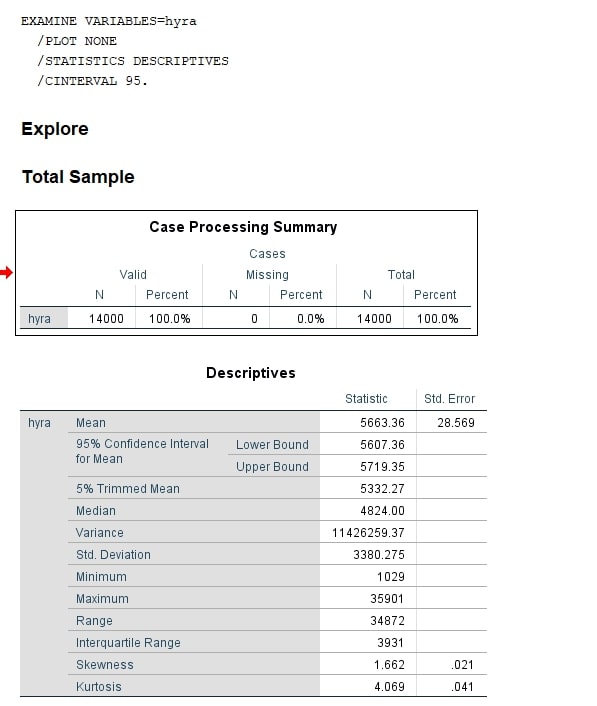 EXAMINE VARIABLES=hyra
/PLOT NONE
/STATISTICS DESCRIPTIVES
/CINTERVAL 95.
Explore
Total Sample
Case Processing Summary
Cases
Valid Missing Total
N Percent N Percent N Percent
hyra 14000 100.0% 0 0.0% 14000 100.0%
Descriptives
Statistic Std. Error
hyra Mean 5663.36 28.569
95% Confidence Interval for Mean Lower Bound 5607.36
Upper Bound 5719.35
5% Trimmed Mean 5332.27
Median 4824.00
Variance 11426259.37
Std. Deviation 3380.275
Minimum 1029
Maximum 35901
Range 34872
Interquartile Range 3931
Skewness 1.662 .021
Kurtosis 4.069 .041